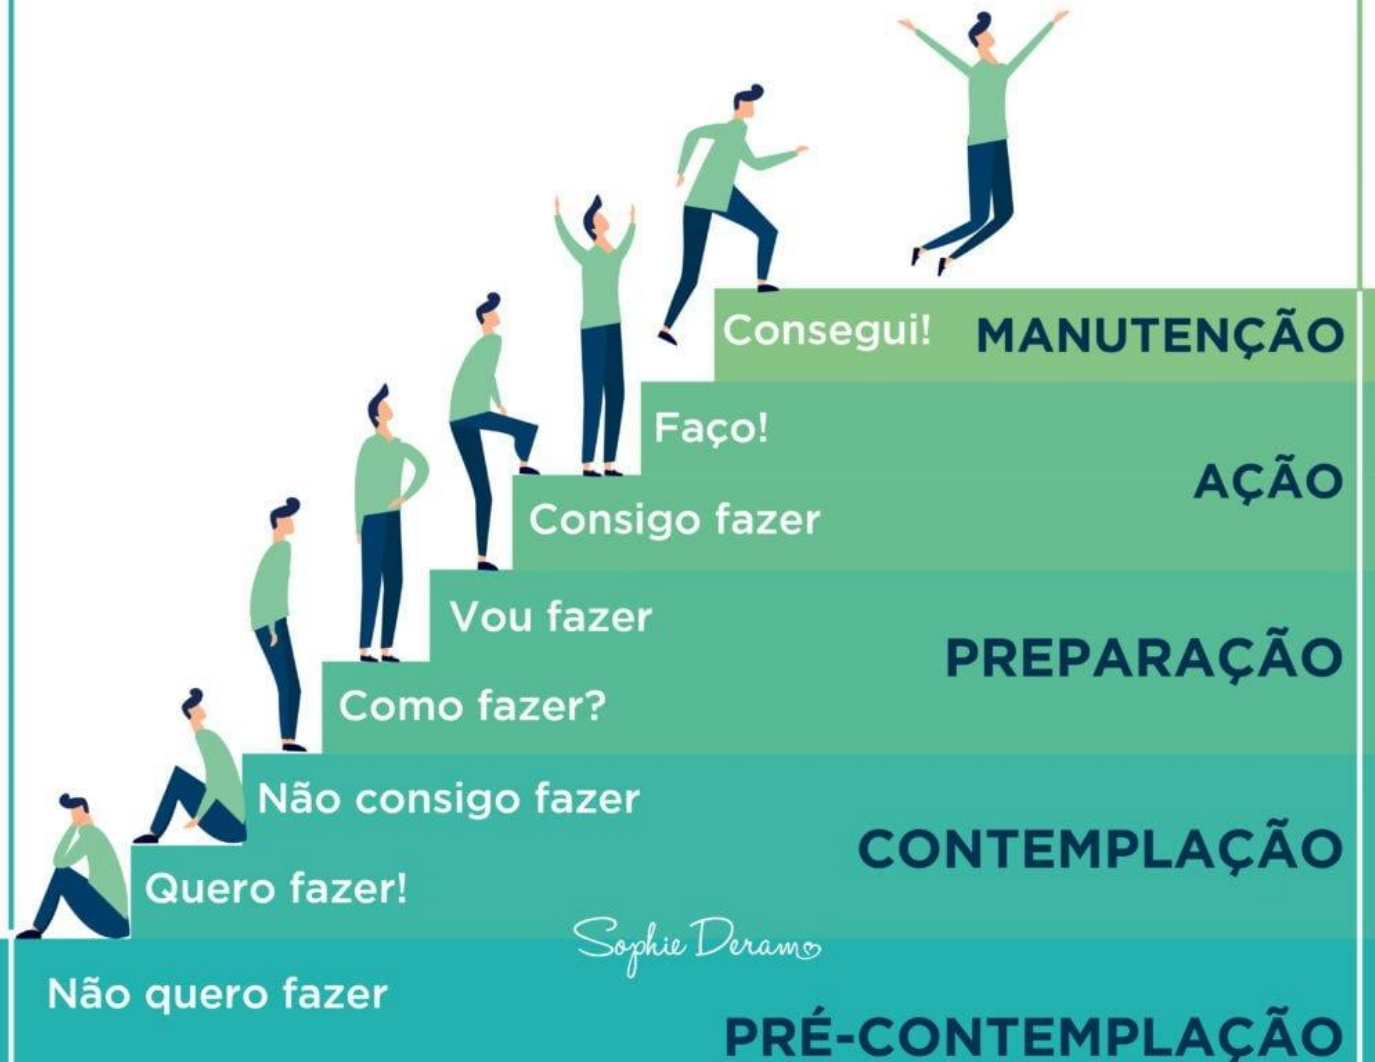 Consegui! MANUTENÇÃO
Faço!
AÇÃO
Consigo fazer
Vou fazer
PREPARAÇÃO
Como fazer?
Não consigo fazer
CONTEMPLAÇÃO
Quero fazer!
Sophie Deram
Não quero fazer
PRÉ-CONTEMPLAÇÃO